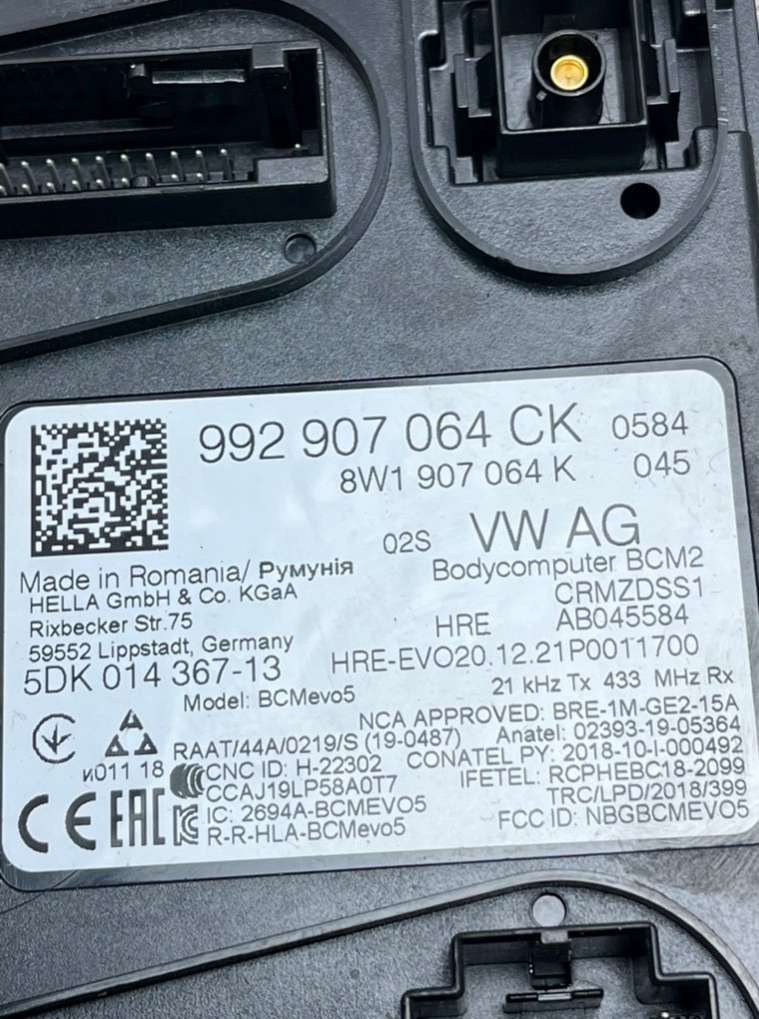 992 907 064 CK 0584
8W1 907 064 K 045
02S VW AG
Made in Romania/ Румунія Bodycomputer BCM2
HELLA GmbH & Co. KGaA CRMZDSS1
Rixbecker Str.75 HRE AB045584
59552 Lippstadt, Germany HRE-EVO20.12.21P0011700
5DK 014 367-13
Model: BCMevo5 21 kHz Tx 433 MHz Rx
NCA APPROVED: BRE-1M-GE2-15A
RAAT/44A/0219/S (19-0487) Anatel: 02393-19-05364
и011 18 CNC ID: H-22302 CONATEL PY: 2018-10-I-000492
CCAJ19LP58A0T7 IFETEL: RCPHEBC18-2099
IC: 2694A-BCMEVO5 TRC/LPD/2018/399
CE EAC R-R-HLA-BCMevo5 FCC ID: NBGBCMEVO5